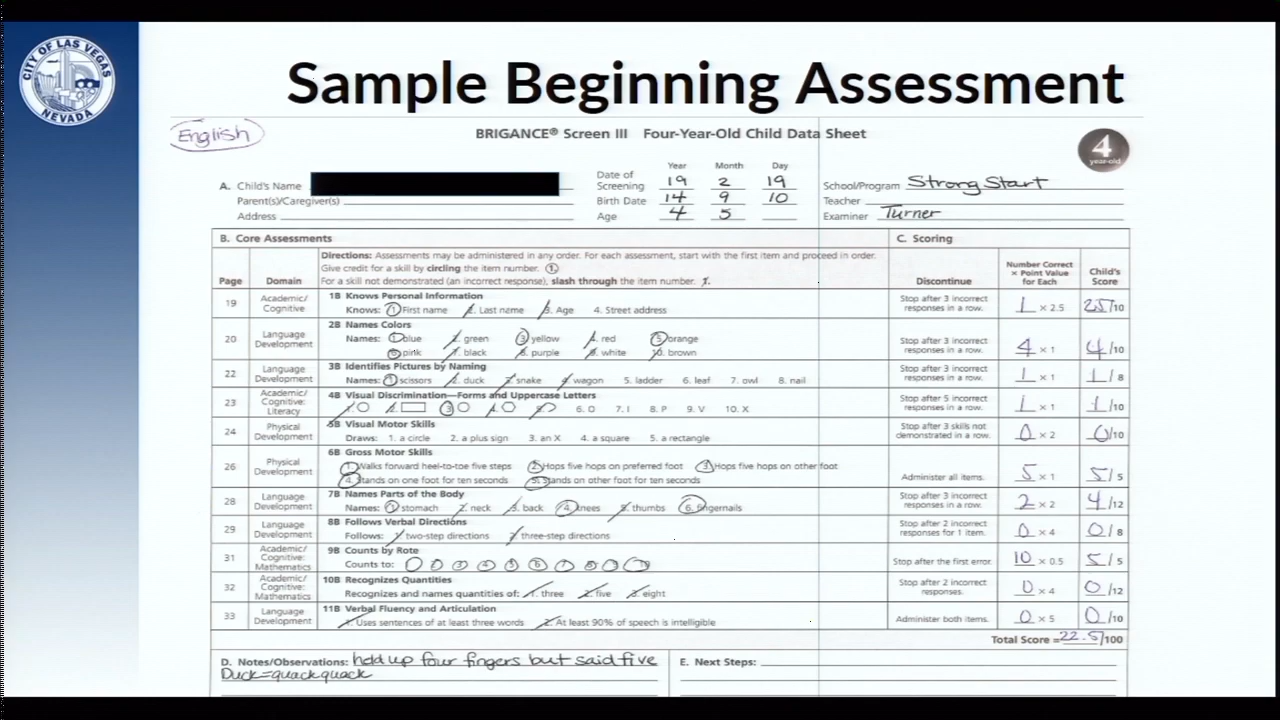 CITY OF LAS VEGAS
NEVADA
Sample Beginning Assessment
English
BRIGANCE® Screen III Four-Year-Old Child Data Sheet
4
year-old
Year Month Day
A. Child's Name
Date of Screening 19 2 19
School/Program Strong Start
Parent(s)/Caregiver(s)
Birth Date 14 9 10
Teacher
Address
Age 4 5
Examiner Turner
B. Core Assessments
C. Scoring
Directions: Assessments may be administered in any order. For each assessment, start with the first item and proceed in order.
Give credit for a skill by circling the item number. 1.
For a skill not demonstrated (an incorrect response), slash through the item number. 1.
Page Domain Discontinue Number Correct × Point Value for Each Child's Score
19 Academic/Cognitive 1B Knows Personal Information
Knows: 1. First name 2. Last name 3. Age 4. Street address
Stop after 3 incorrect responses in a row. 1 × 2.5 2.5/10
20 Language Development 2B Names Colors
Names: 1. blue 2. green 3. yellow 4. red 5. orange
6. pink 7. black 8. purple 9. white 10. brown
Stop after 3 incorrect responses in a row. 4 × 1 4/10
22 Language Development 3B Identifies Pictures by Naming
Names: 1. scissors 2. duck 3. snake 4. wagon 5. ladder 6. leaf 7. owl 8. nail
Stop after 3 incorrect responses in a row. 1 × 1 1/8
23 Academic/Cognitive: Literacy 4B Visual Discrimination—Forms and Uppercase Letters
1. 2. 3. 4. 5. 6. O 7. I 8. P 9. V 10. X
Stop after 5 incorrect responses in a row. 1 × 1 1/10
24 Physical Development 5B Visual Motor Skills
Draws: 1. a circle 2. a plus sign 3. an X 4. a square 5. a rectangle
Stop after 3 skills not demonstrated in a row. 0 × 2 0/10
26 Physical Development 6B Gross Motor Skills
1. Walks forward heel-to-toe five steps 2. Hops five hops on preferred foot 3. Hops five hops on other foot
4. Stands on one foot for ten seconds 5. Stands on other foot for ten seconds
Administer all items. 5 × 1 5/5
28 Language Development 7B Names Parts of the Body
Names: 1. stomach 2. neck 3. back 4. knees 5. thumbs 6. fingernails
Stop after 3 incorrect responses in a row. 2 × 2 4/12
29 Language Development 8B Follows Verbal Directions
Follows: 1. two-step directions 2. three-step directions
Stop after 2 incorrect responses for 1 item. 0 × 4 0/8
31 Academic/Cognitive: Mathematics 9B Counts by Rote
Counts to: 1 2 3 4 5 6 7 8 9 10
Stop after the first error. 10 × 0.5 5/5
32 Academic/Cognitive: Mathematics 10B Recognizes Quantities
Recognizes and names quantities of: 1. three 2. five 3. eight
Stop after 2 incorrect responses. 0 × 4 0/12
33 Language Development 11B Verbal Fluency and Articulation
1. Uses sentences of at least three words 2. At least 90% of speech is intelligible
Administer both items. 0 × 5 0/10
Total Score = 22.5/100
D. Notes/Observations: held up four fingers but said five
Duck=quack quack
E. Next Steps: